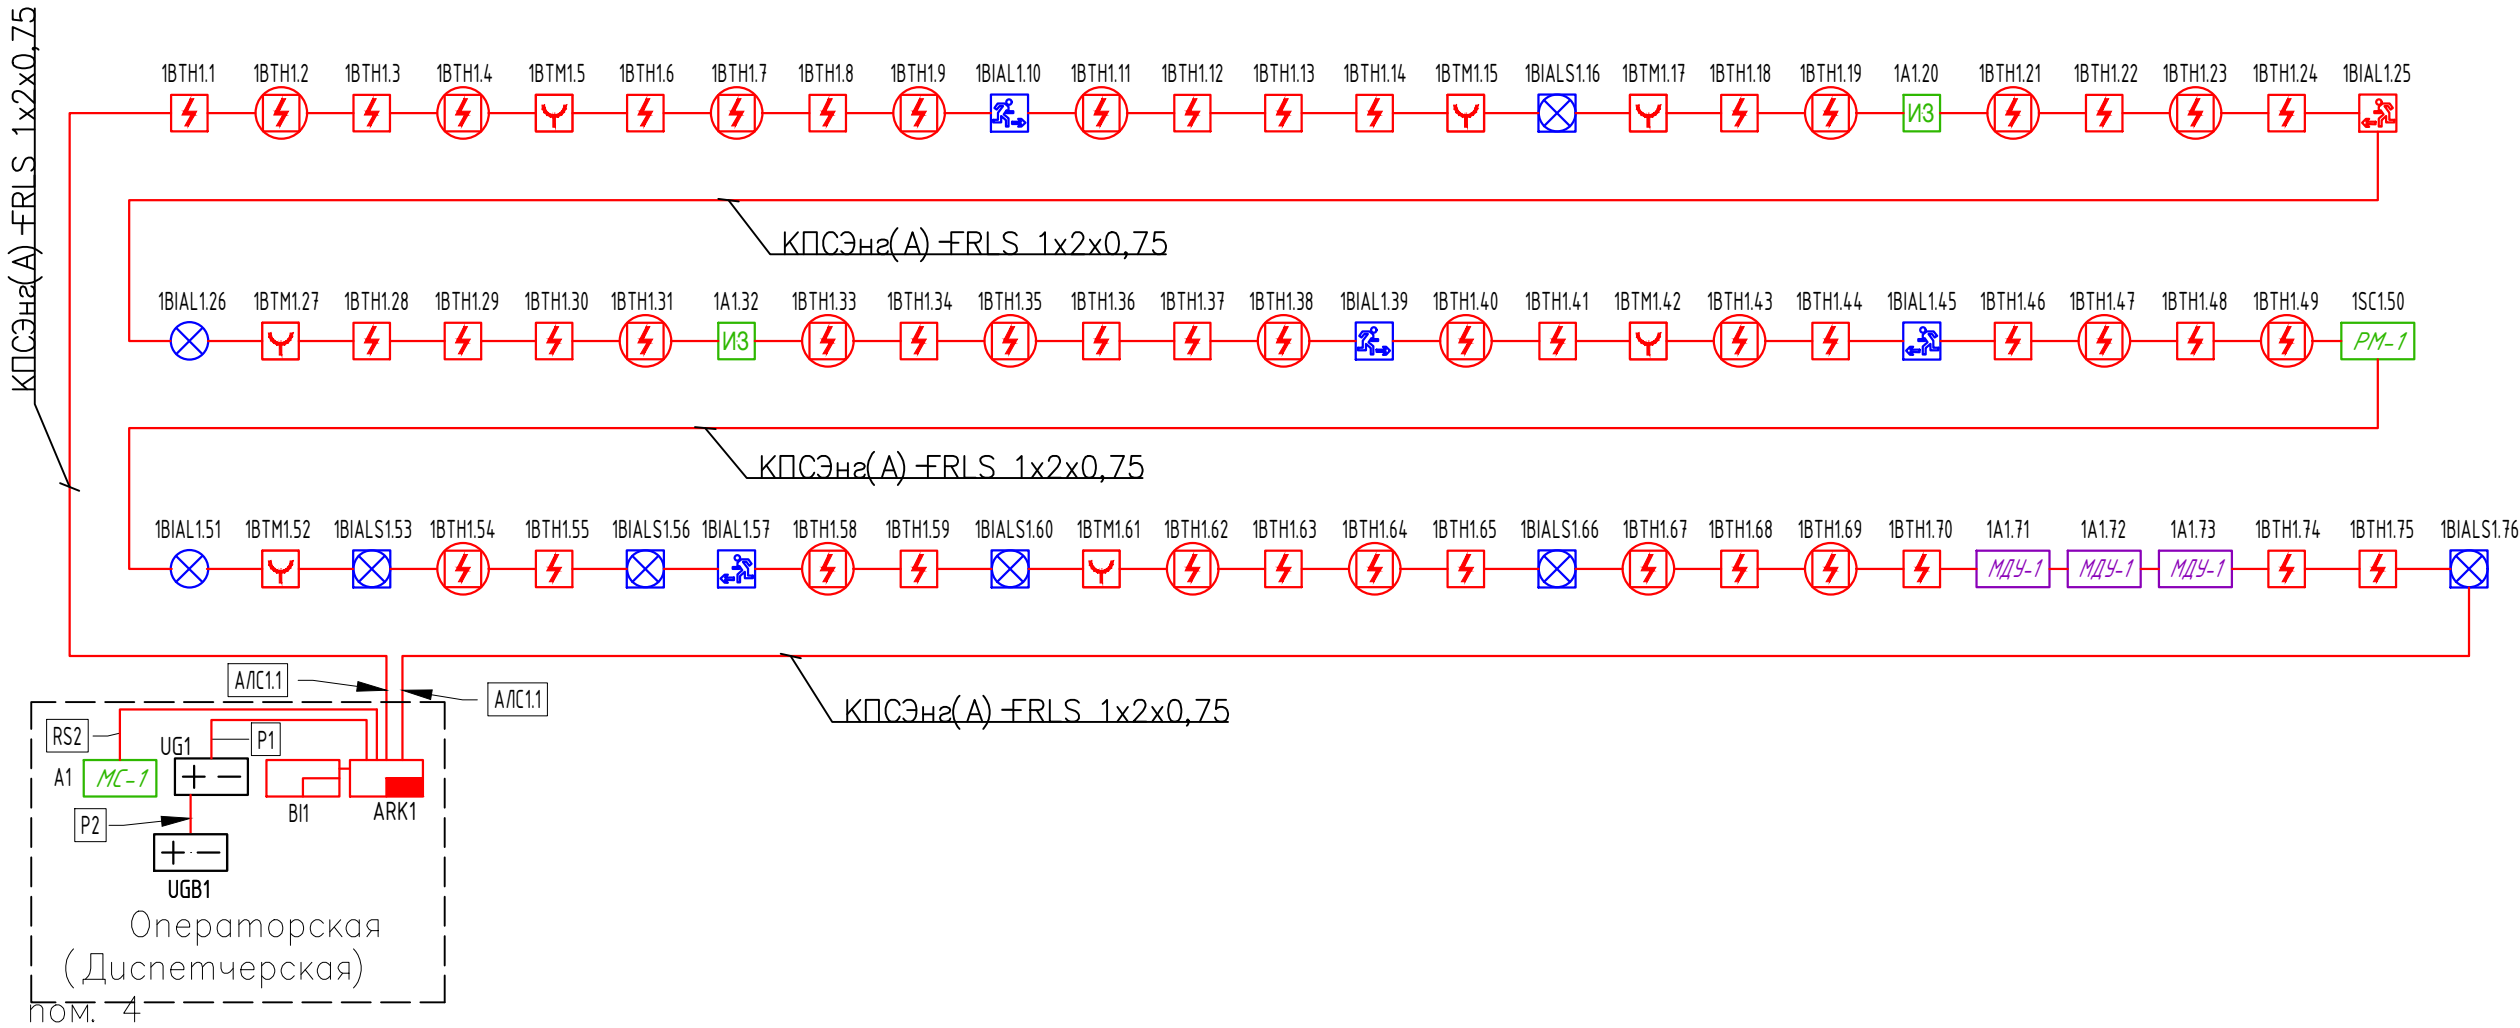 КПСЭнг(А)-FRLS 1x2x0,75
1BTH1.1 1BTH1.2 1BTH1.3 1BTH1.4 1BTM1.5 1BTH1.6 1BTH1.7 1BTH1.8 1BTH1.9 1BIAL1.10 1BTH1.11 1BTH1.12 1BTH1.13 1BTH1.14 1BTM1.15 1BIALS1.16 1BTM1.17 1BTH1.18 1BTH1.19 1A1.20 1BTH1.21 1BTH1.22 1BTH1.23 1BTH1.24 1BIAL1.25
ИЗ
КПСЭнг(А)-FRLS 1x2x0,75
1BIAL1.26 1BTM1.27 1BTH1.28 1BTH1.29 1BTH1.30 1BTH1.31 1A1.32 1BTH1.33 1BTH1.34 1BTH1.35 1BTH1.36 1BTH1.37 1BTH1.38 1BIAL1.39 1BTH1.40 1BTH1.41 1BTM1.42 1BTH1.43 1BTH1.44 1BIAL1.45 1BTH1.46 1BTH1.47 1BTH1.48 1BTH1.49 1SC1.50
ИЗ РМ-1
КПСЭнг(А)-FRLS 1x2x0,75
1BIAL1.51 1BTM1.52 1BIALS1.53 1BTH1.54 1BTH1.55 1BIALS1.56 1BIAL1.57 1BTH1.58 1BTH1.59 1BIALS1.60 1BTM1.61 1BTH1.62 1BTH1.63 1BTH1.64 1BTH1.65 1BIALS1.66 1BTH1.67 1BTH1.68 1BTH1.69 1BTH1.70 1A1.71 1A1.72 1A1.73 1BTH1.74 1BTH1.75 1BIALS1.76
МДУ-1 МДУ-1 МДУ-1
АЛС1.1
АЛС1.1
КПСЭнг(А)-FRLS 1x2x0,75
RS2
UG1
P1
A1
МС-1
BI1
ARK1
P2
UGB1
Операторская
(Диспетчерская)
пом. 4